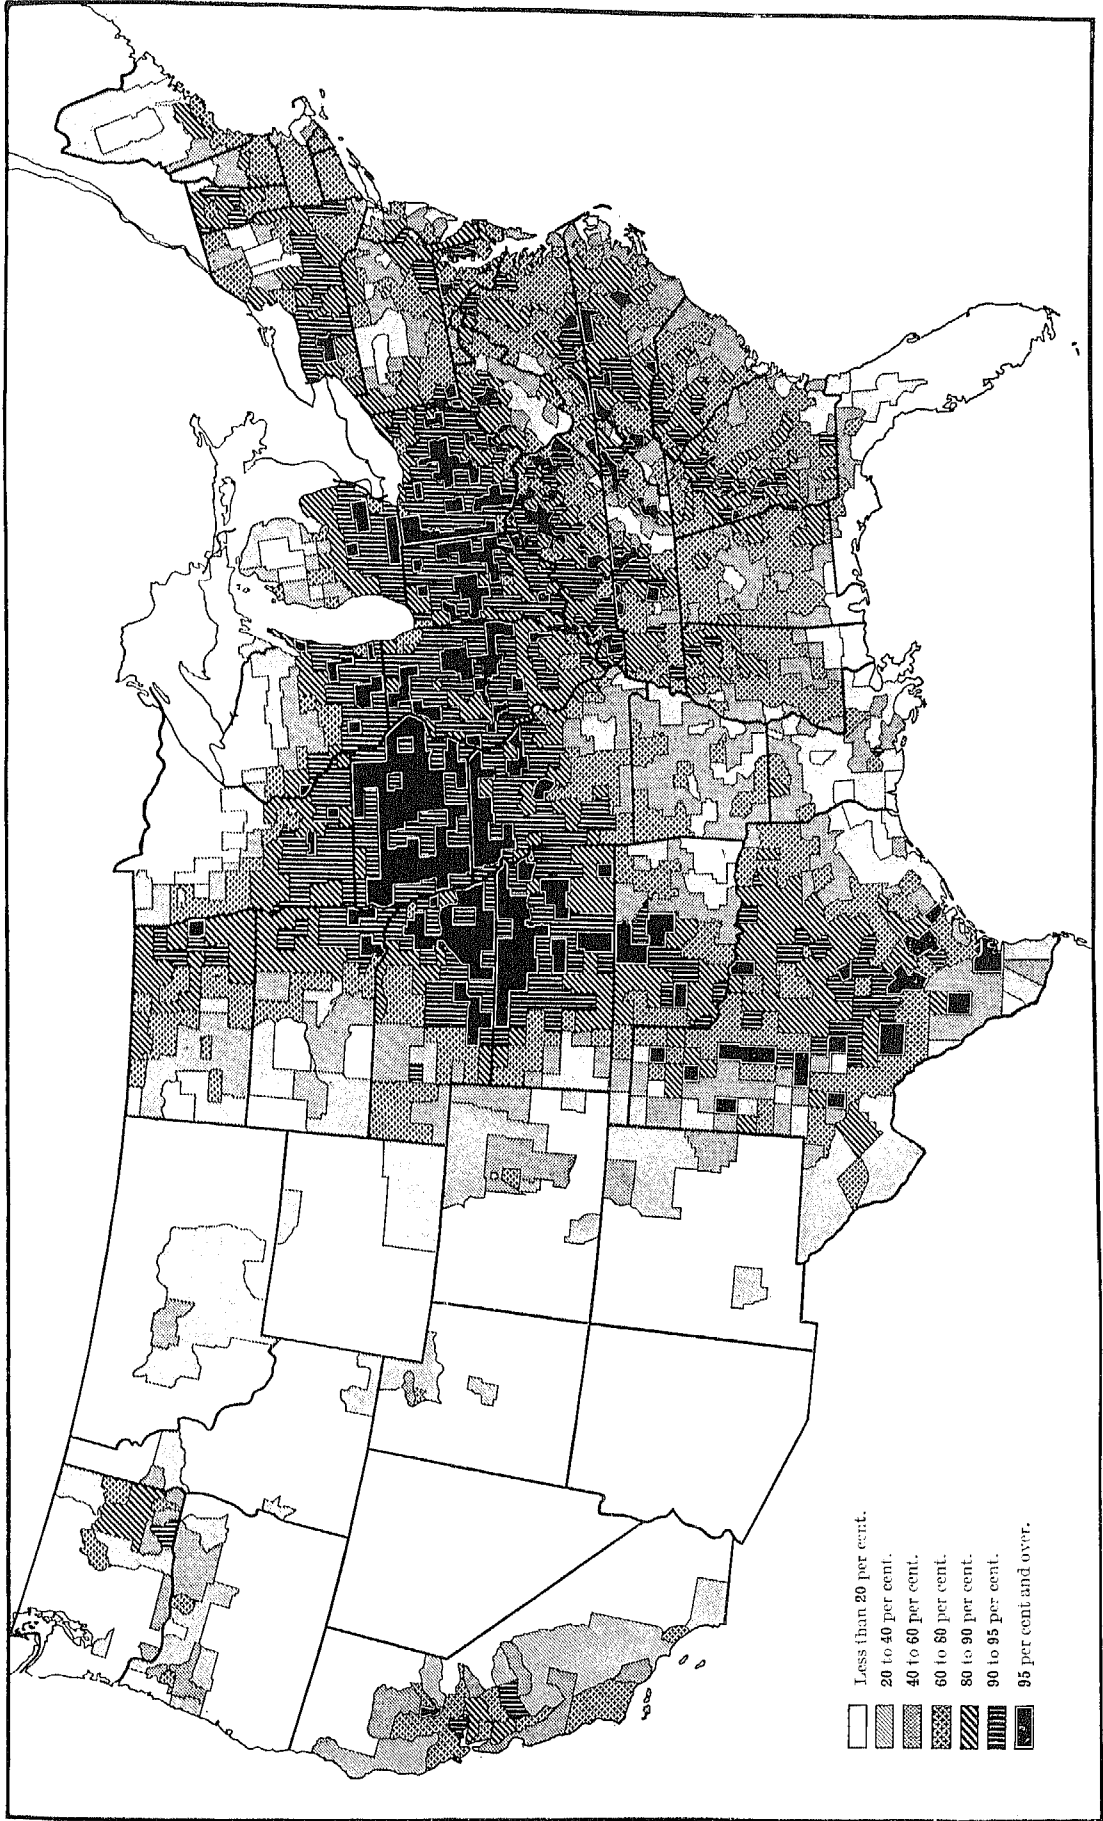 Less than 20 per cent.
20 to 40 per cent.
40 to 60 per cent.
60 to 80 per cent.
80 to 90 per cent.
90 to 95 per cent.
95 per cent and over.